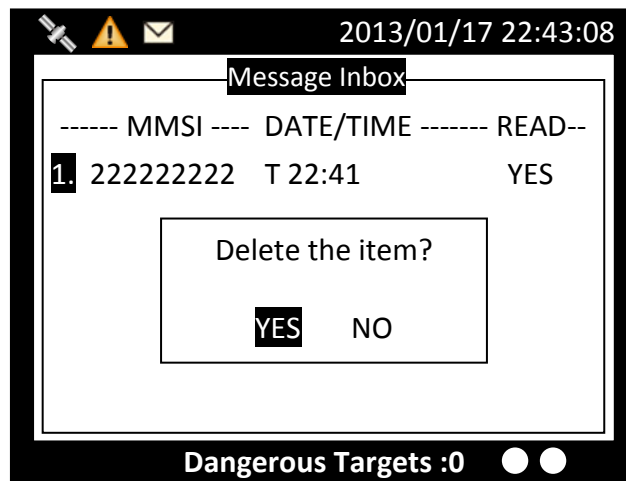 2013/01/17 22:43:08
Message Inbox
------ MMSI ---- DATE/TIME ------- READ--
1. 222222222 T 22:41 YES
Delete the item?
YES NO
Dangerous Targets :0